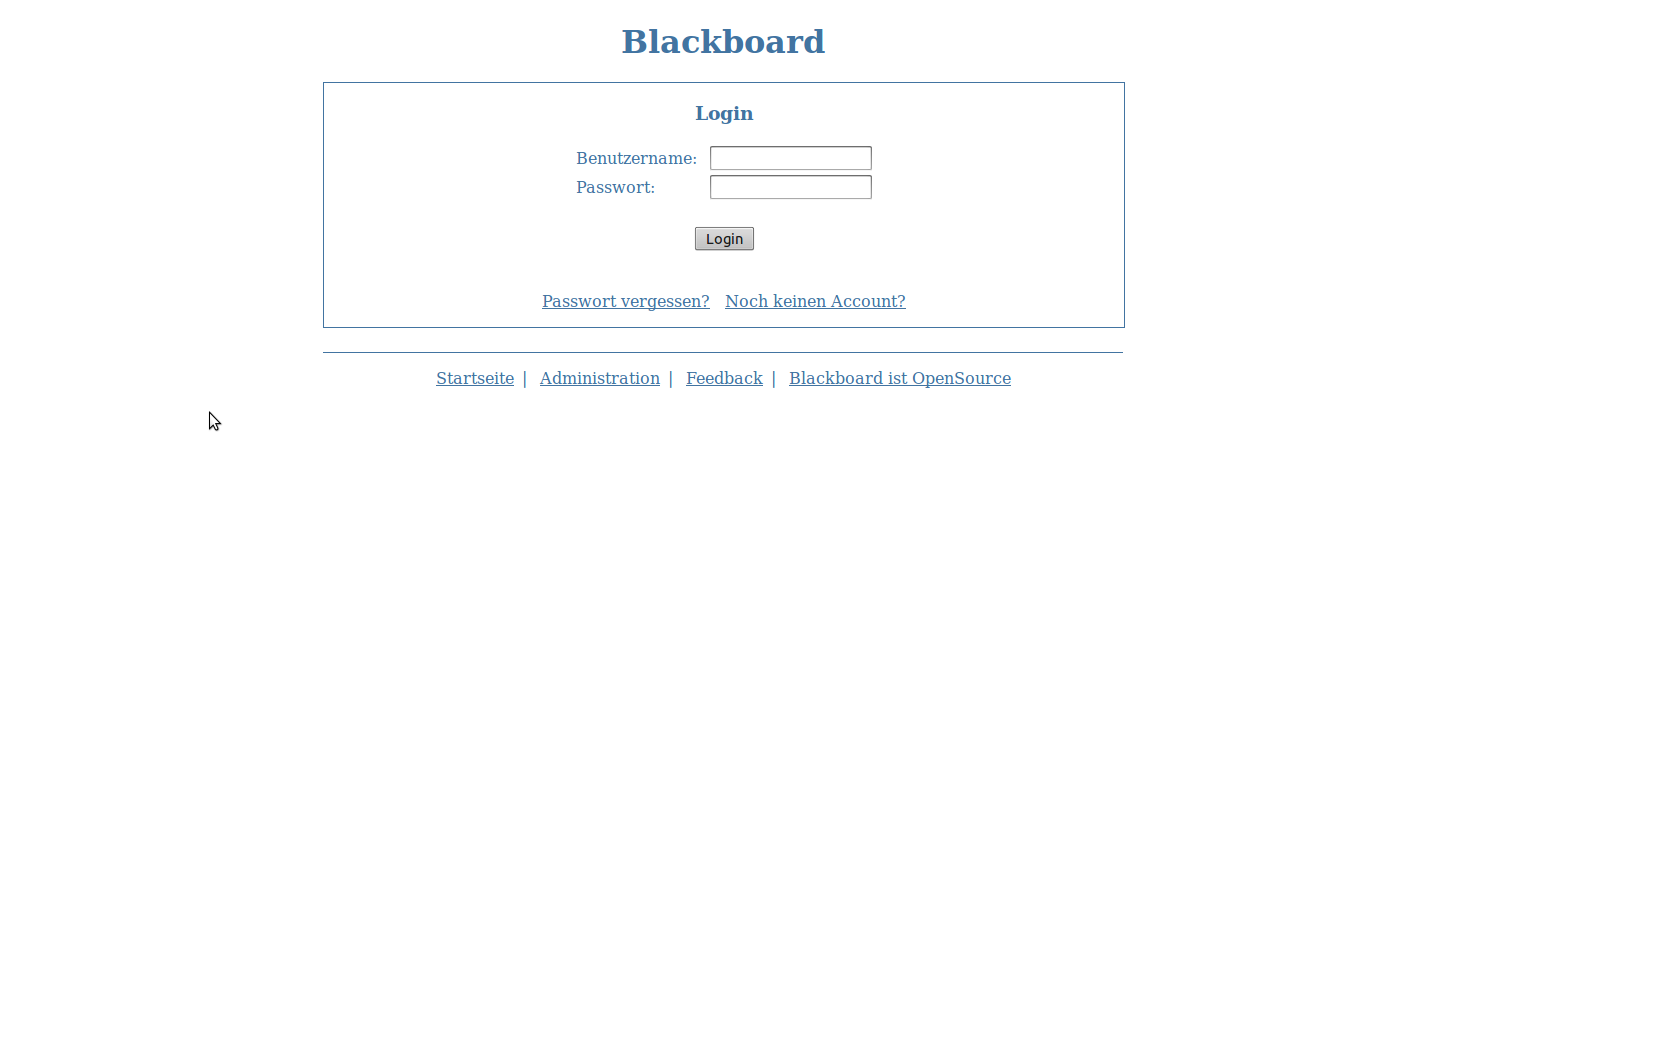 Blackboard
Login
Benutzername:
Passwort:
Login
Passwort vergessen? Noch keinen Account?
Startseite | Administration | Feedback | Blackboard ist OpenSource